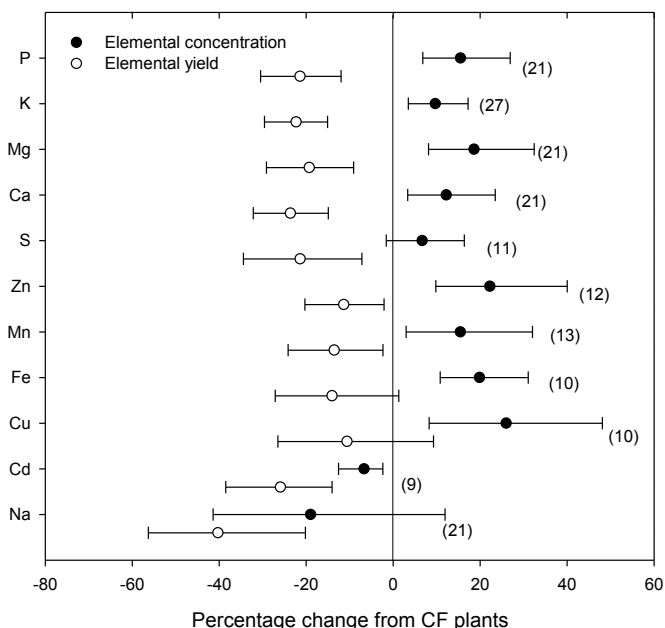 Elemental concentration
Elemental yield
P (21)
K (27)
Mg (21)
Ca (21)
S (11)
Zn (12)
Mn (13)
Fe (10)
Cu (10)
Cd (9)
Na (21)
-80 -60 -40 -20 0 20 40 60
Percentage change from CF plants